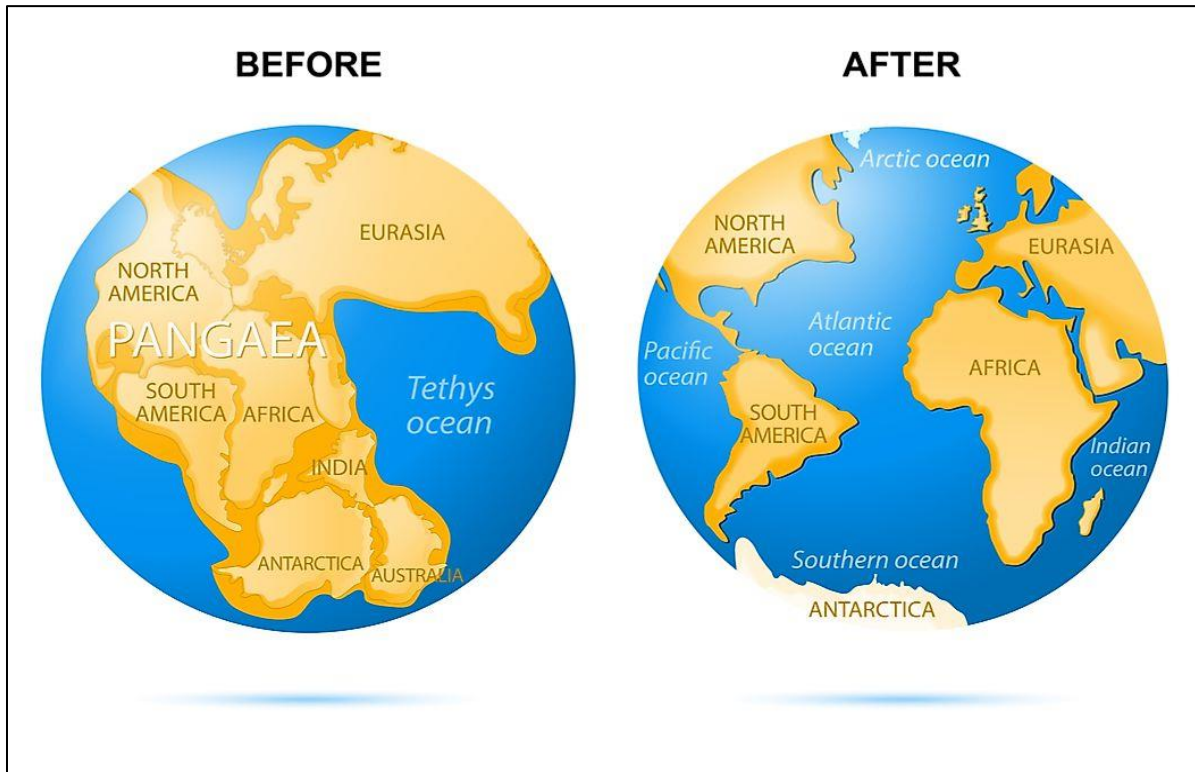 BEFORE
EURASIA
NORTH
AMERICA
PANGAEA
SOUTH
AMERICA
AFRICA
Tethys
ocean
INDIA
ANTARCTICA
AUSTRALIA
AFTER
Arctic ocean
NORTH
AMERICA
EURASIA
Atlantic
ocean
Pacific
ocean
AFRICA
SOUTH
AMERICA
Indian
ocean
Southern ocean
ANTARCTICA